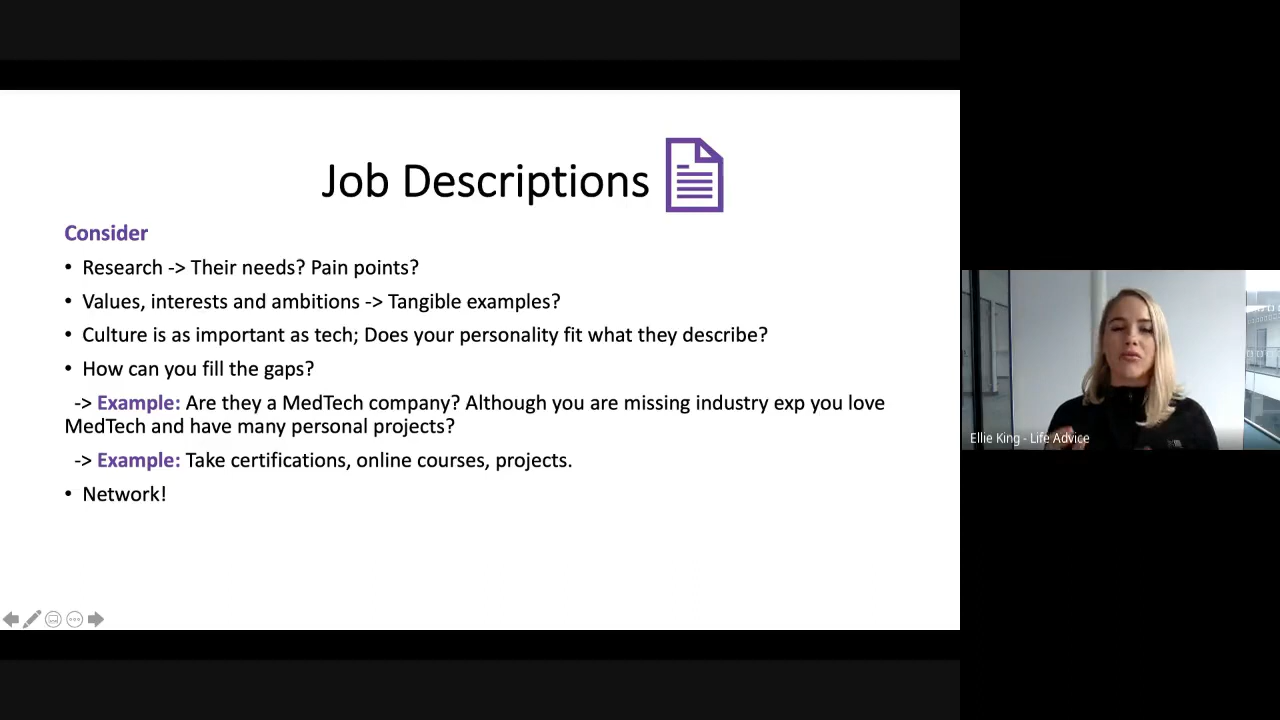 Job Descriptions
Consider
• Research -> Their needs? Pain points?
• Values, interests and ambitions -> Tangible examples?
• Culture is as important as tech; Does your personality fit what they describe?
• How can you fill the gaps?
-> Example: Are they a MedTech company? Although you are missing industry exp you love
MedTech and have many personal projects?
-> Example: Take certifications, online courses, projects.
• Network!
Ellie King - Life Advice